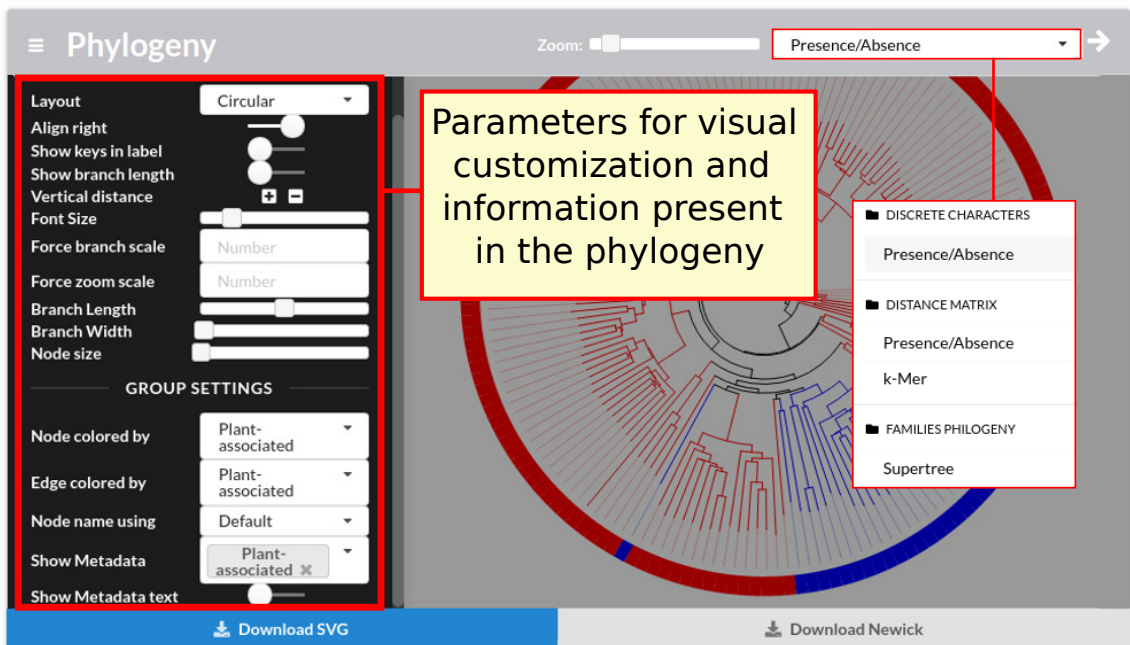 Phylogeny
Zoom:
Presence/Absence
Layout
Circular
Align right
Show keys in label
Show branch length
Vertical distance
Font Size
Force branch scale
Number
Force zoom scale
Number
Branch Length
Branch Width
Node size
GROUP SETTINGS
Node colored by
Plant-
associated
Edge colored by
Plant-
associated
Node name using
Default
Show Metadata
Plant-
associated
Show Metadata text
Parameters for visual
customization and
information present
in the phylogeny
DISCRETE CHARACTERS
Presence/Absence
DISTANCE MATRIX
Presence/Absence
k-Mer
FAMILIES PHILOGENY
Supertree
Download SVG
Download Newick